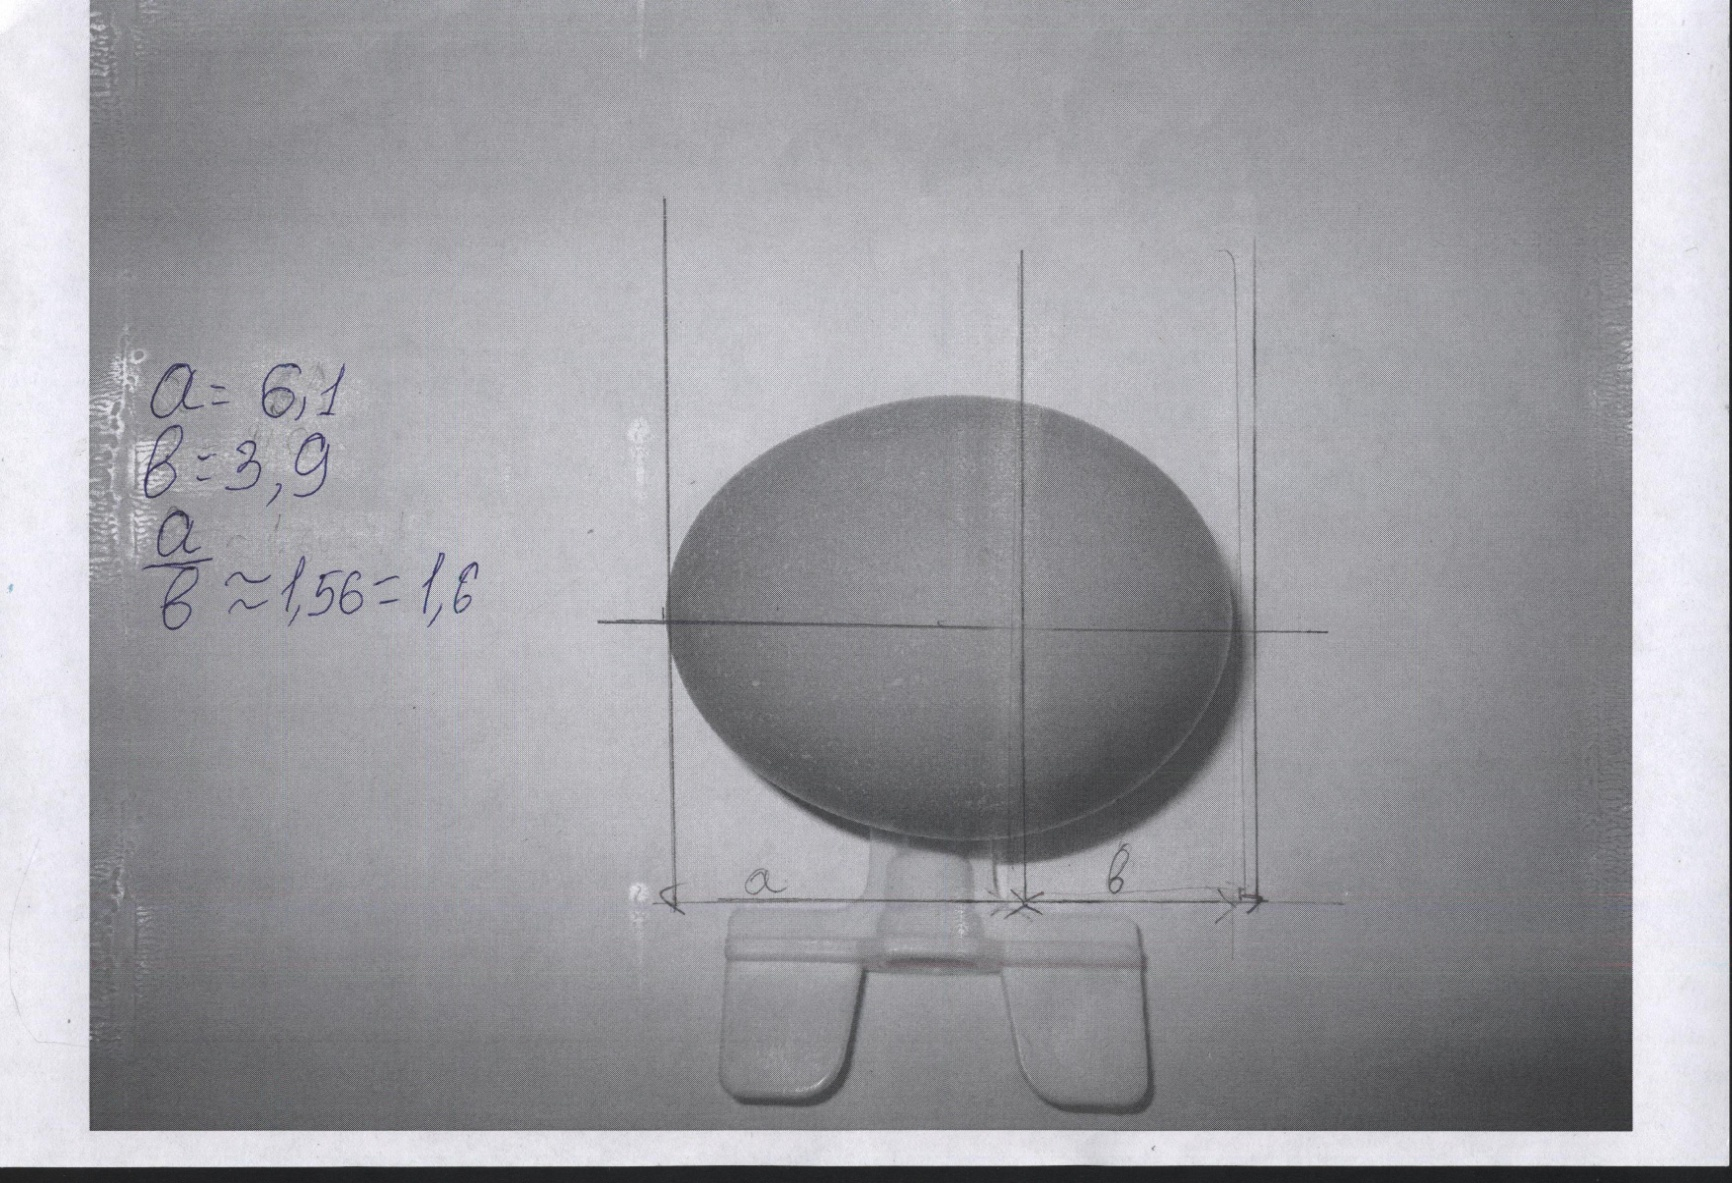 a = 6,1
в = 3,9
a
в ≈ 1,56 = 1,6
a в